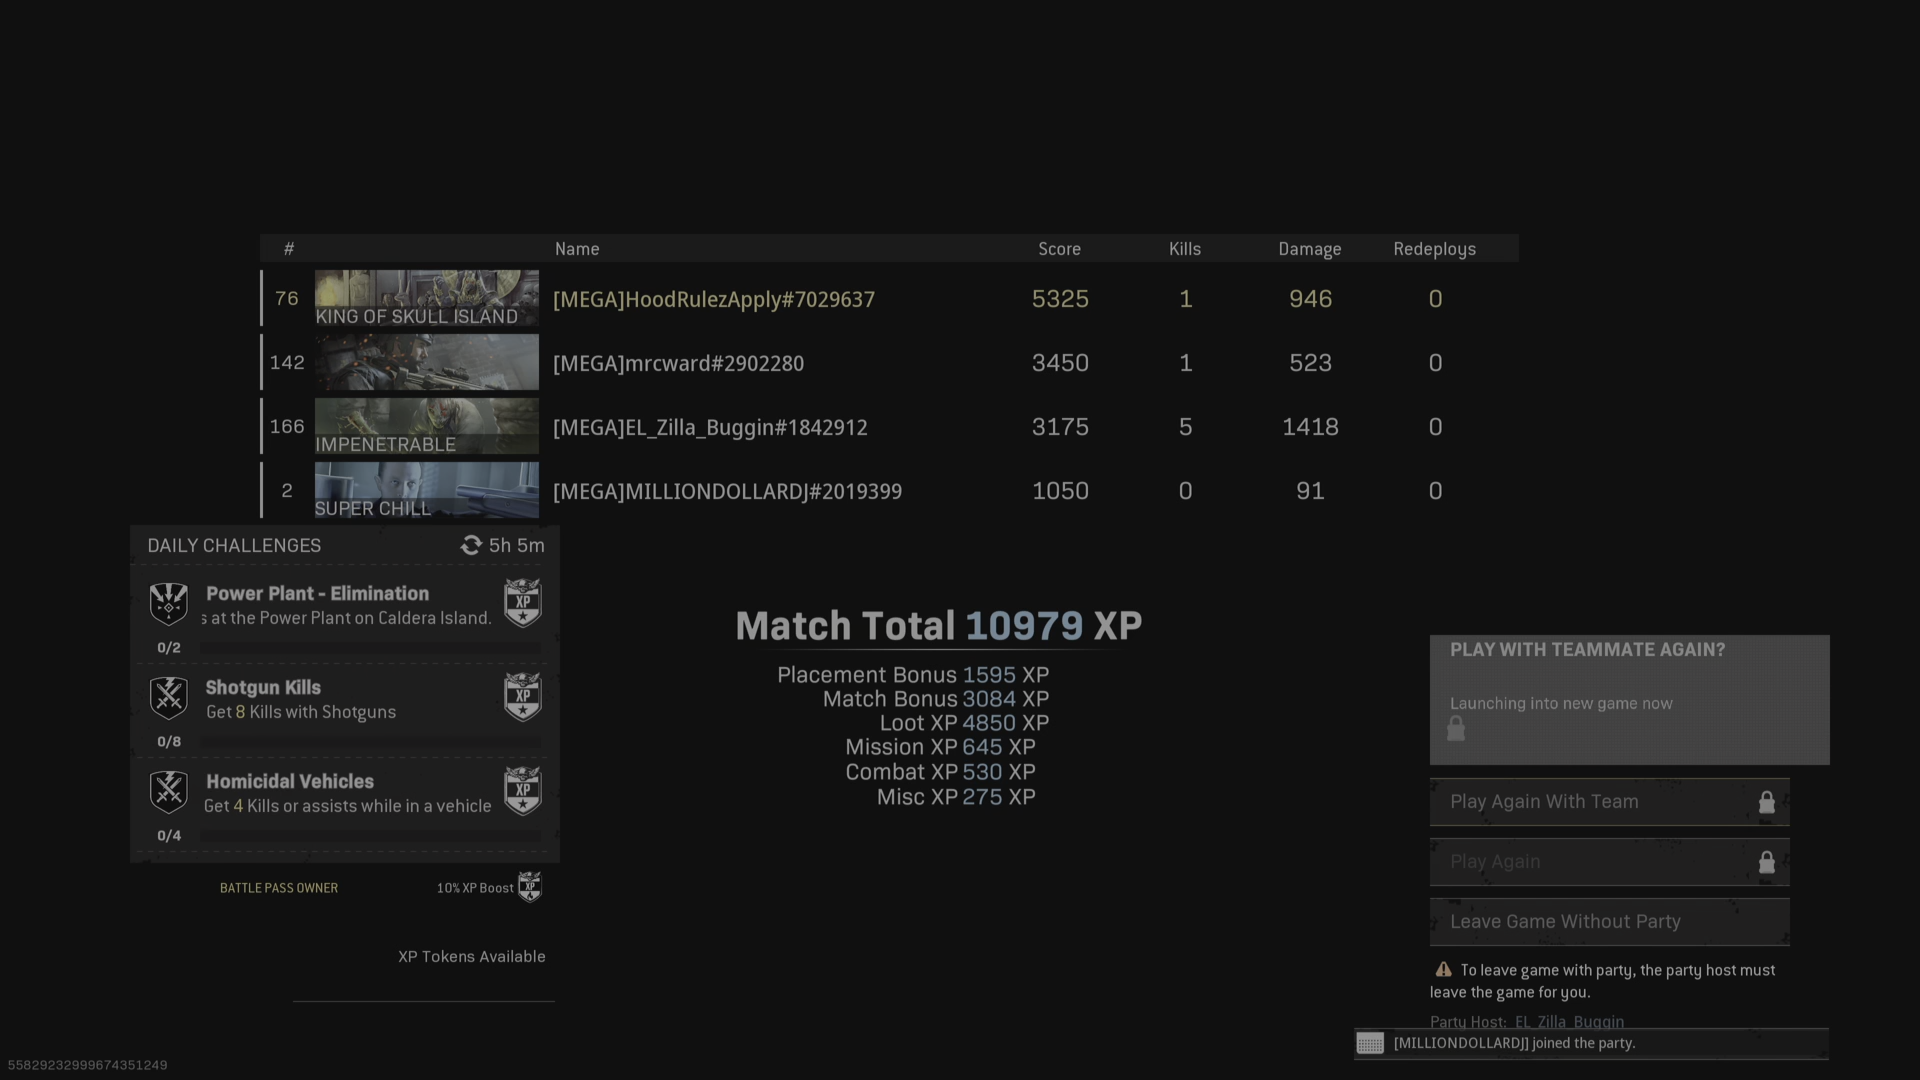 # Name Score Kills Damage Redeploys
76 KING OF SKULL ISLAND [MEGA]HoodRulezApply#7029637 5325 1 946 0
142 [MEGA]mrcward#2902280 3450 1 523 0
166 IMPENETRABLE [MEGA]EL_Zilla_Buggin#1842912 3175 5 1418 0
2 SUPER CHILL [MEGA]MILLIONDOLLARDJ#2019399 1050 0 91 0
DAILY CHALLENGES 5h 5m
Power Plant - Elimination
s at the Power Plant on Caldera Island.
XP
0/2
Shotgun Kills
Get 8 Kills with Shotguns
XP
0/8
Homicidal Vehicles
Get 4 Kills or assists while in a vehicle
XP
0/4
BATTLE PASS OWNER 10% XP Boost XP
XP Tokens Available
Match Total 10979 XP
Placement Bonus 1595 XP
Match Bonus 3084 XP
Loot XP 4850 XP
Mission XP 645 XP
Combat XP 530 XP
Misc XP 275 XP
PLAY WITH TEAMMATE AGAIN?
Launching into new game now
Play Again With Team
Play Again
Leave Game Without Party
To leave game with party, the party host must
leave the game for you.
Party Host: EL_Zilla_Buggin
[MILLIONDOLLARDJ] joined the party.
55829232999674351249